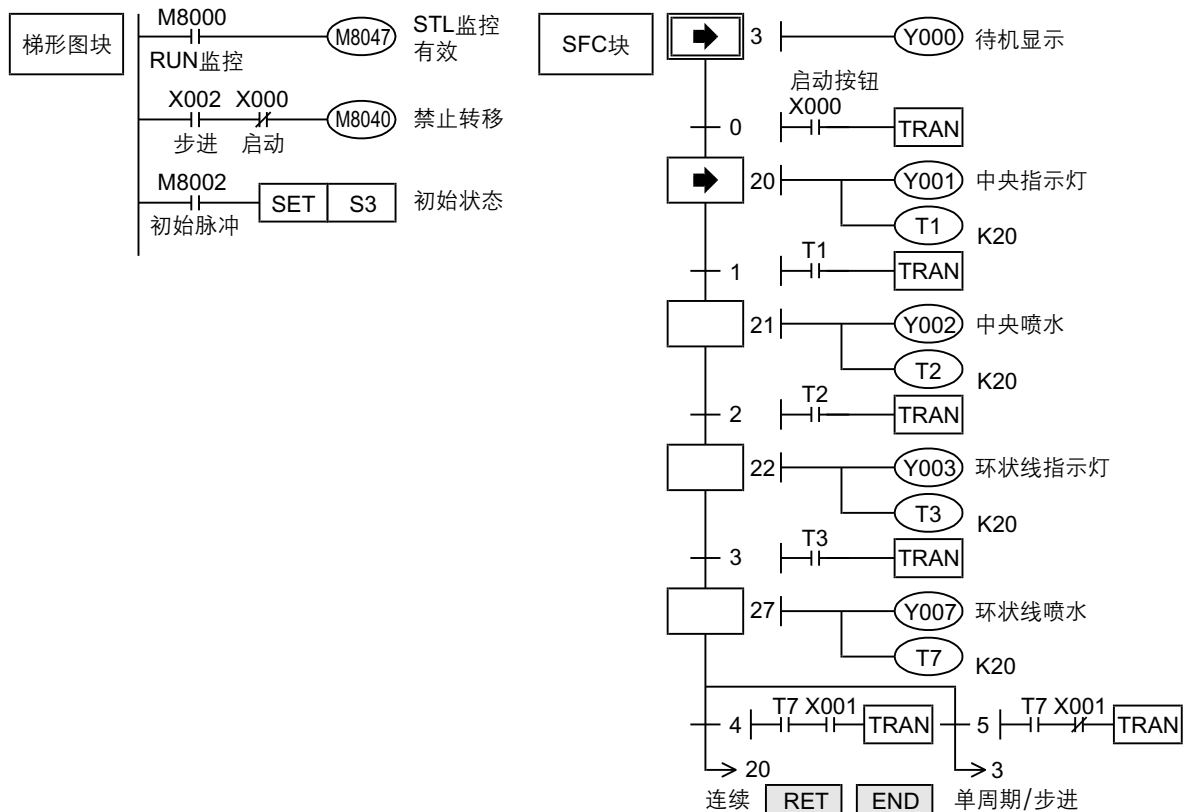 梯形图块
M8000
M8047
STL监控
有效
RUN监控
X002 X000
M8040
禁止转移
步进 启动
M8002
SET S3
初始状态
初始脉冲
SFC块
3
Y000
待机显示
启动按钮
X000
0
TRAN
20
Y001
中央指示灯
T1
K20
T1
1
TRAN
21
Y002
中央喷水
T2
K20
T2
2
TRAN
22
Y003
环状线指示灯
T3
K20
T3
3
TRAN
27
Y007
环状线喷水
T7
K20
T7 X001
4
TRAN
T7 X001
5
TRAN
20
3
连续
RET
END
单周期/步进